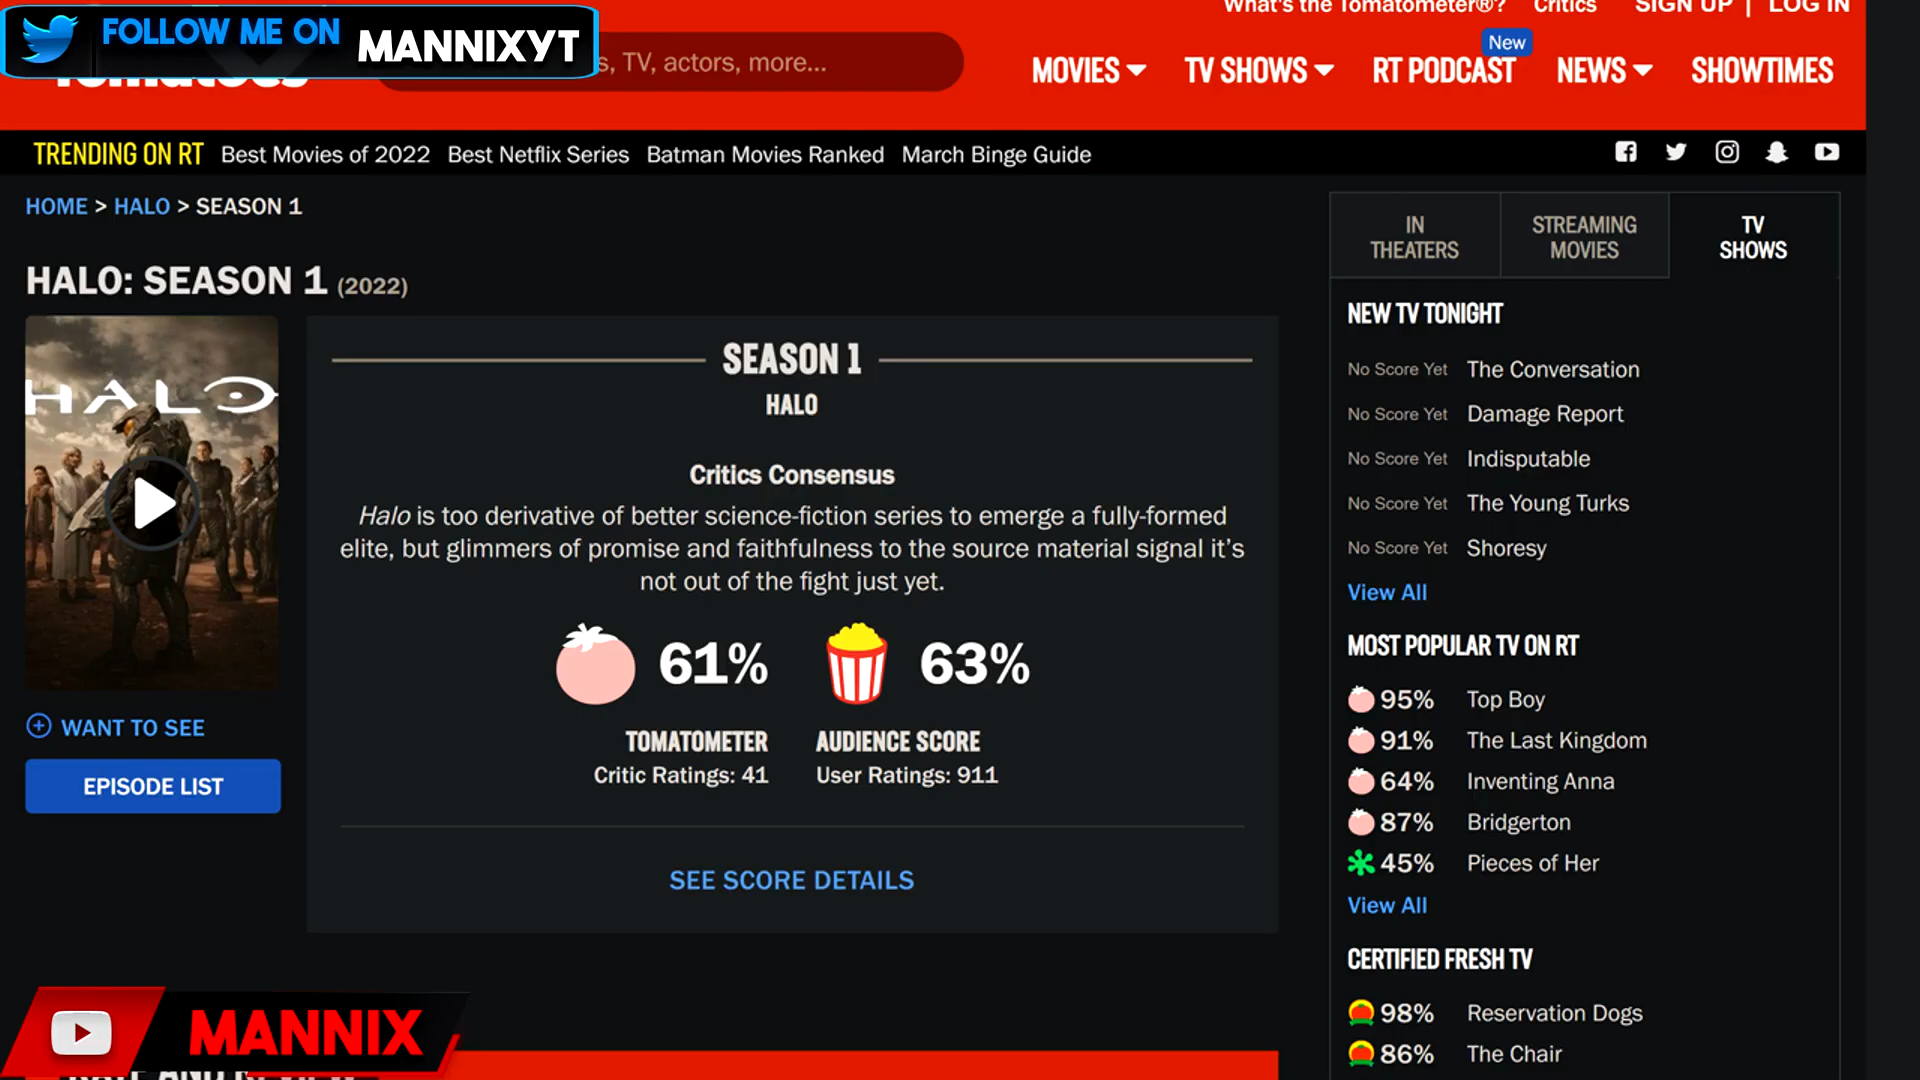 What's the Tomatometer®?
Critics
SIGN UP | LOG IN
FOLLOW ME ON MANNIXYT
TV, actors, more...
MOVIES
TV SHOWS
RT PODCAST
New
NEWS
SHOWTIMES
TRENDING ON RT
Best Movies of 2022
Best Netflix Series
Batman Movies Ranked
March Binge Guide
HOME > HALO > SEASON 1
HALO: SEASON 1 (2022)
HALO
WANT TO SEE
EPISODE LIST
SEASON 1
HALO
Critics Consensus
Halo is too derivative of better science-fiction series to emerge a fully-formed
elite, but glimmers of promise and faithfulness to the source material signal it's
not out of the fight just yet.
61%
63%
TOMATOMETER
AUDIENCE SCORE
Critic Ratings: 41
User Ratings: 911
SEE SCORE DETAILS
IN
THEATERS
STREAMING
MOVIES
TV
SHOWS
NEW TV TONIGHT
No Score Yet The Conversation
No Score Yet Damage Report
No Score Yet Indisputable
No Score Yet The Young Turks
No Score Yet Shoresy
View All
MOST POPULAR TV ON RT
95% Top Boy
91% The Last Kingdom
64% Inventing Anna
87% Bridgerton
45% Pieces of Her
View All
CERTIFIED FRESH TV
98% Reservation Dogs
86% The Chair
MANNIX